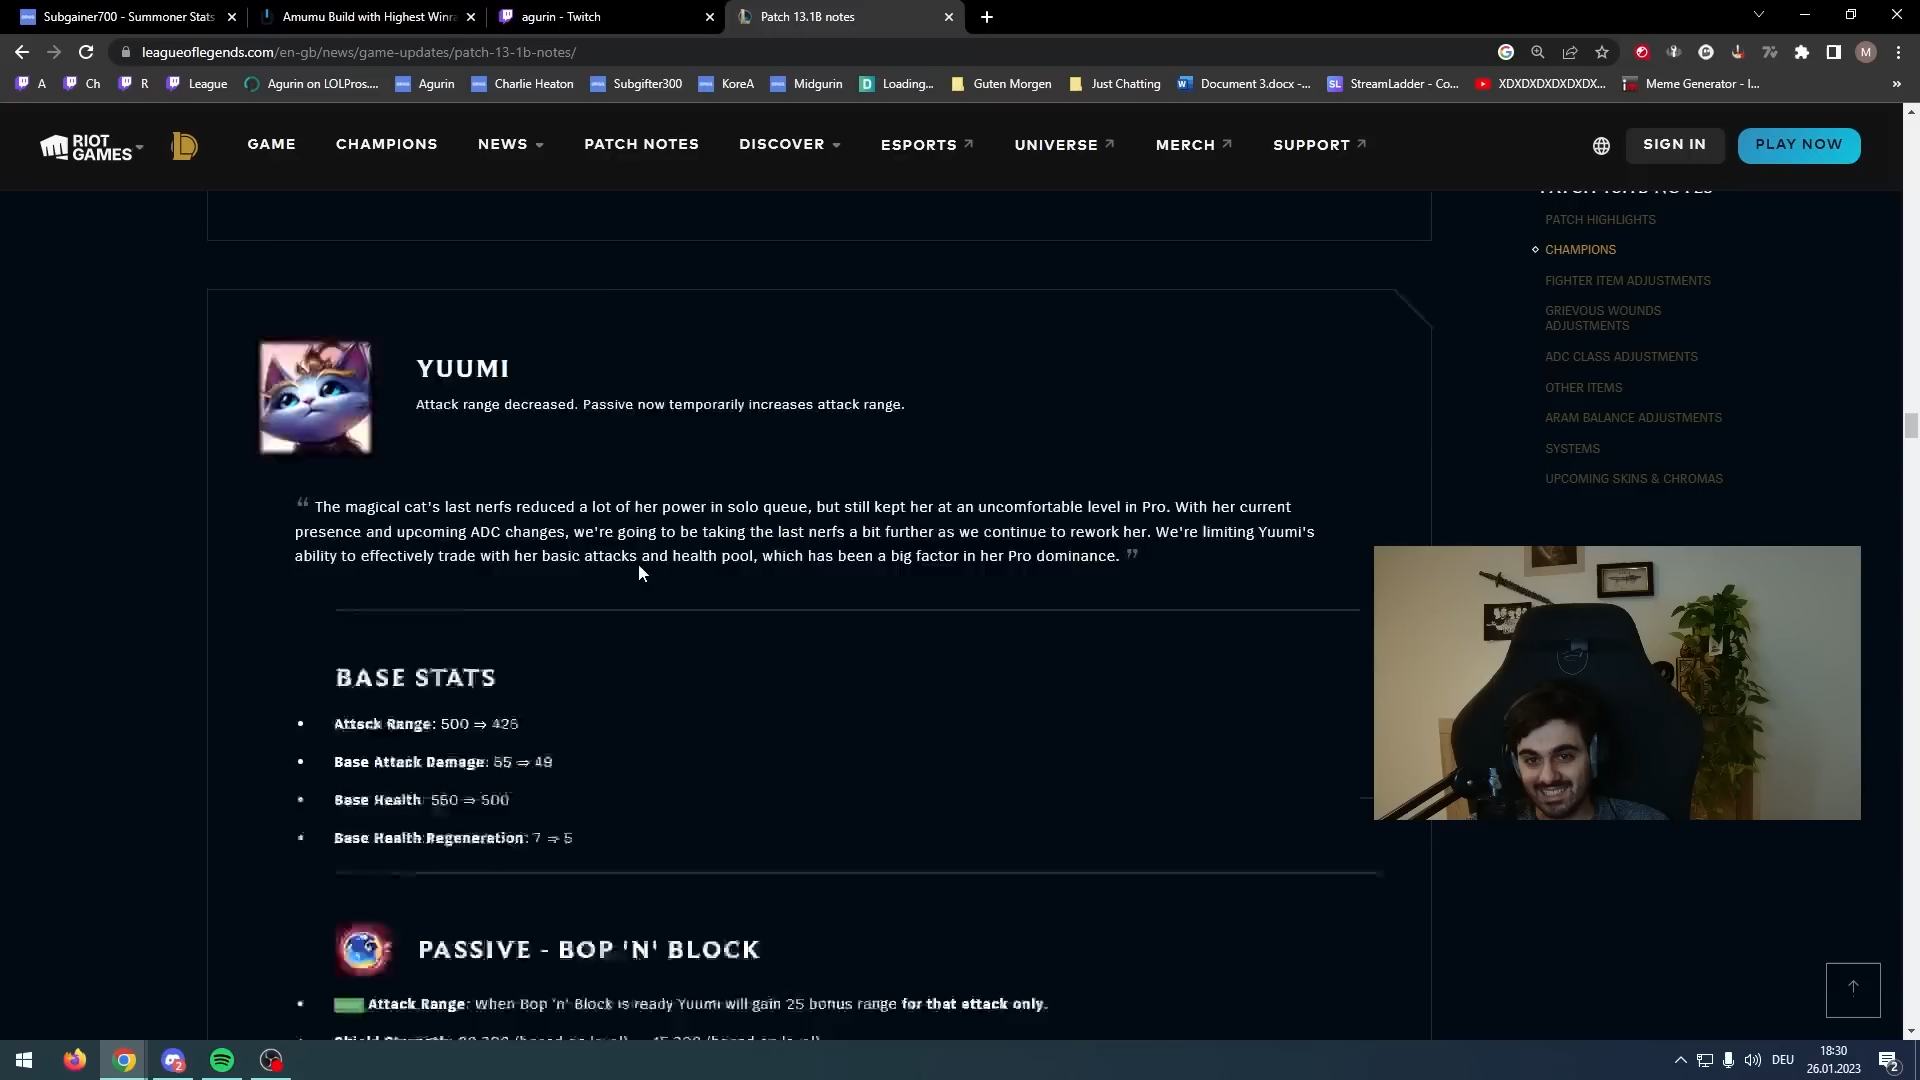 Subgainer700 - Summoner Stats
Amumu Build with Highest Winra
agurin - Twitch
Patch 13.1B notes
leagueoflegends.com/en-gb/news/game-updates/patch-13-1b-notes/
M
A
Ch
R
League
Agurin on LOLPros....
Agurin
Charlie Heaton
Subgifter300
KoreA
Midgurin
Loading...
Guten Morgen
Just Chatting
Document 3.docx -...
StreamLadder - Co...
XDXDXDXDXDXDX...
Meme Generator - I...
RIOT GAMES
GAME
CHAMPIONS
NEWS
PATCH NOTES
DISCOVER
ESPORTS
UNIVERSE
MERCH
SUPPORT
SIGN IN
PLAY NOW
PATCH 13.1B NOTES
PATCH HIGHLIGHTS
CHAMPIONS
FIGHTER ITEM ADJUSTMENTS
GRIEVOUS WOUNDS
ADJUSTMENTS
ADC CLASS ADJUSTMENTS
OTHER ITEMS
ARAM BALANCE ADJUSTMENTS
SYSTEMS
UPCOMING SKINS & CHROMAS
YUUMI
Attack range decreased. Passive now temporarily increases attack range.
“ The magical cat's last nerfs reduced a lot of her power in solo queue, but still kept her at an uncomfortable level in Pro. With her current
presence and upcoming ADC changes, we're going to be taking the last nerfs a bit further as we continue to rework her. We're limiting Yuumi's
ability to effectively trade with her basic attacks and health pool, which has been a big factor in her Pro dominance. ”
BASE STATS
Attack Range: 500 ⇒ 425
Base Attack Damage: 55 ⇒ 49
Base Health: 550 ⇒ 500
Base Health Regeneration: 7 ⇒ 5
PASSIVE - BOP 'N' BLOCK
Attack Range: When Bop 'n' Block is ready Yuumi will gain 25 bonus range for that attack only.
(based on level)
DEU
18:30
26.01.2023
2
2